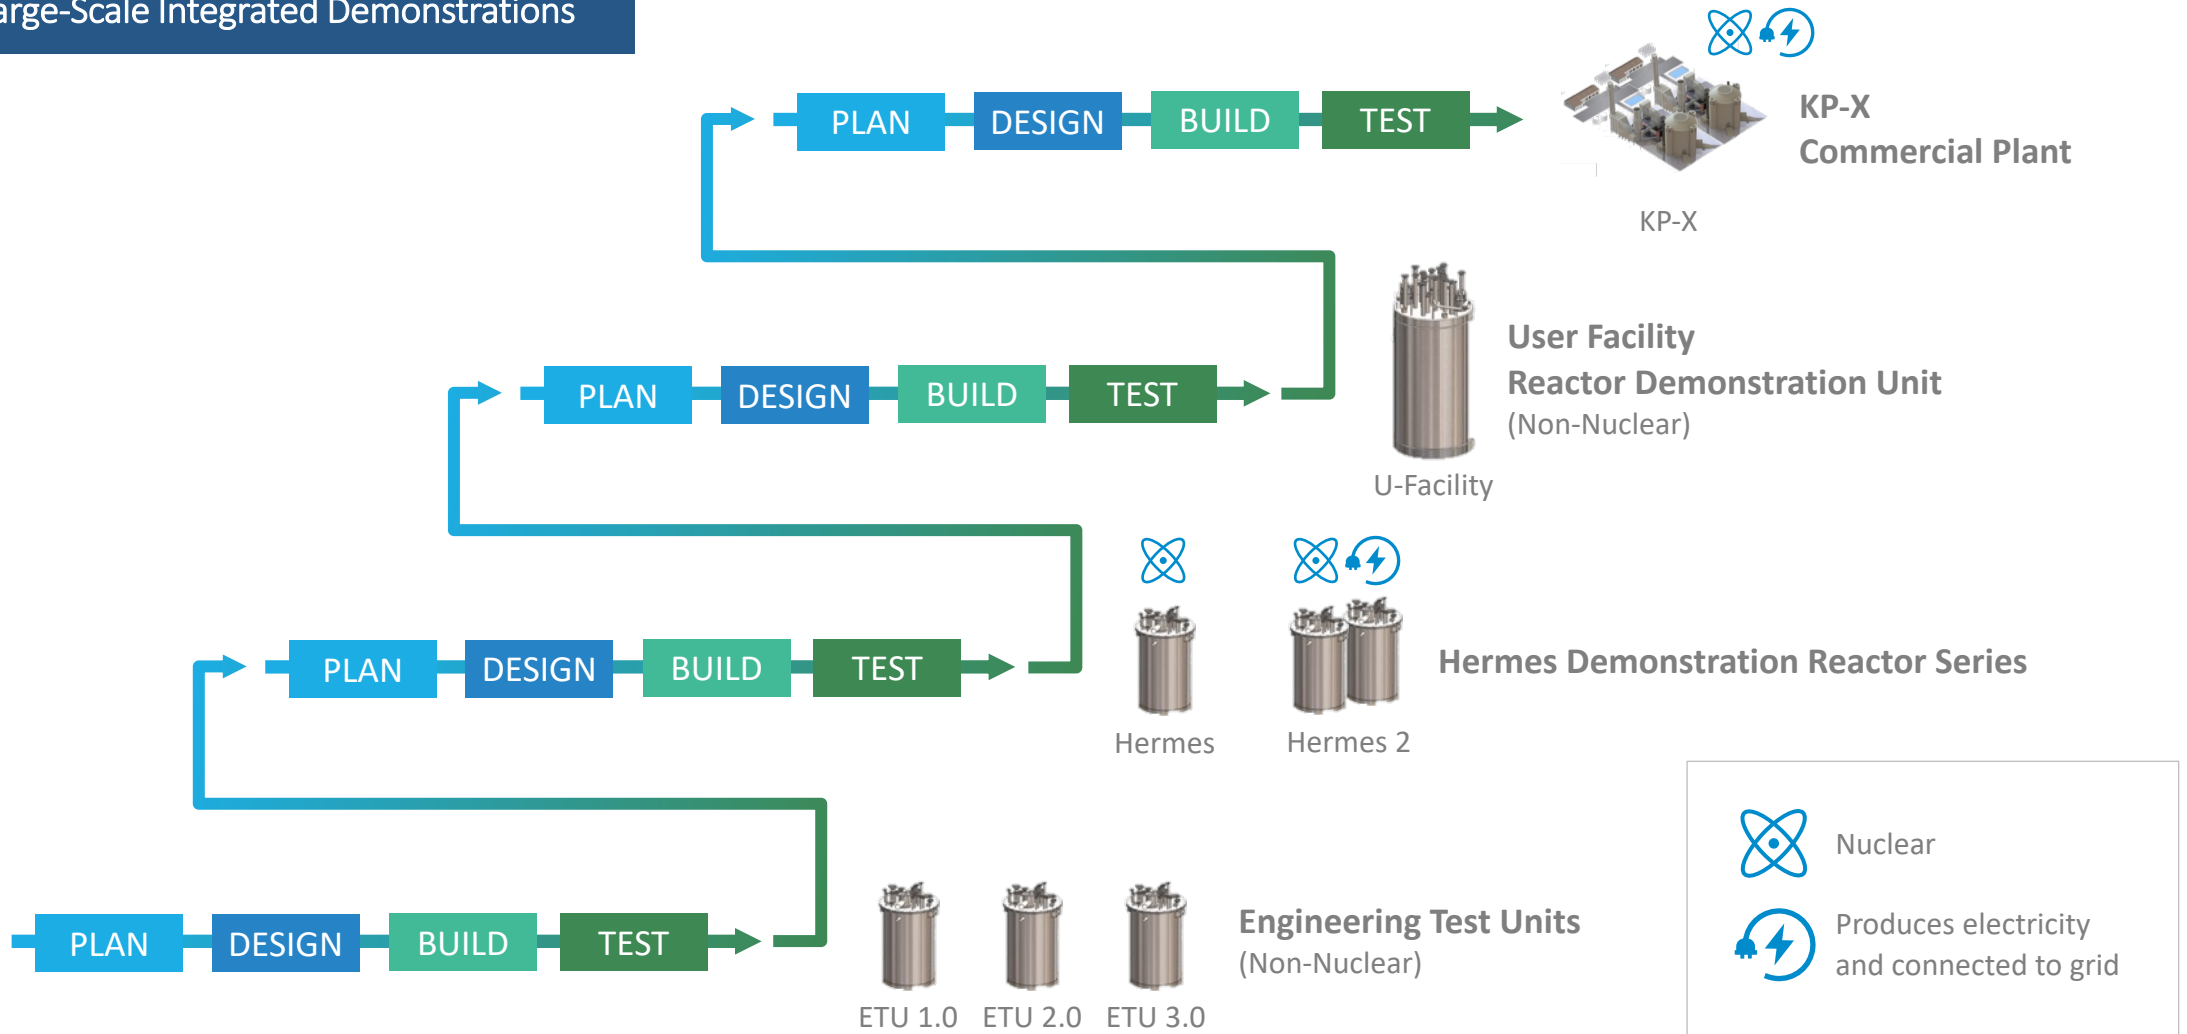 Large-Scale Integrated Demonstrations
PLAN DESIGN BUILD TEST
KP-X
Commercial Plant
KP-X
PLAN DESIGN BUILD TEST
User Facility
Reactor Demonstration Unit
(Non-Nuclear)
U-Facility
PLAN DESIGN BUILD TEST
Hermes
Hermes 2
Hermes Demonstration Reactor Series
PLAN DESIGN BUILD TEST
ETU 1.0
ETU 2.0
ETU 3.0
Engineering Test Units
(Non-Nuclear)
Nuclear
Produces electricity
and connected to grid